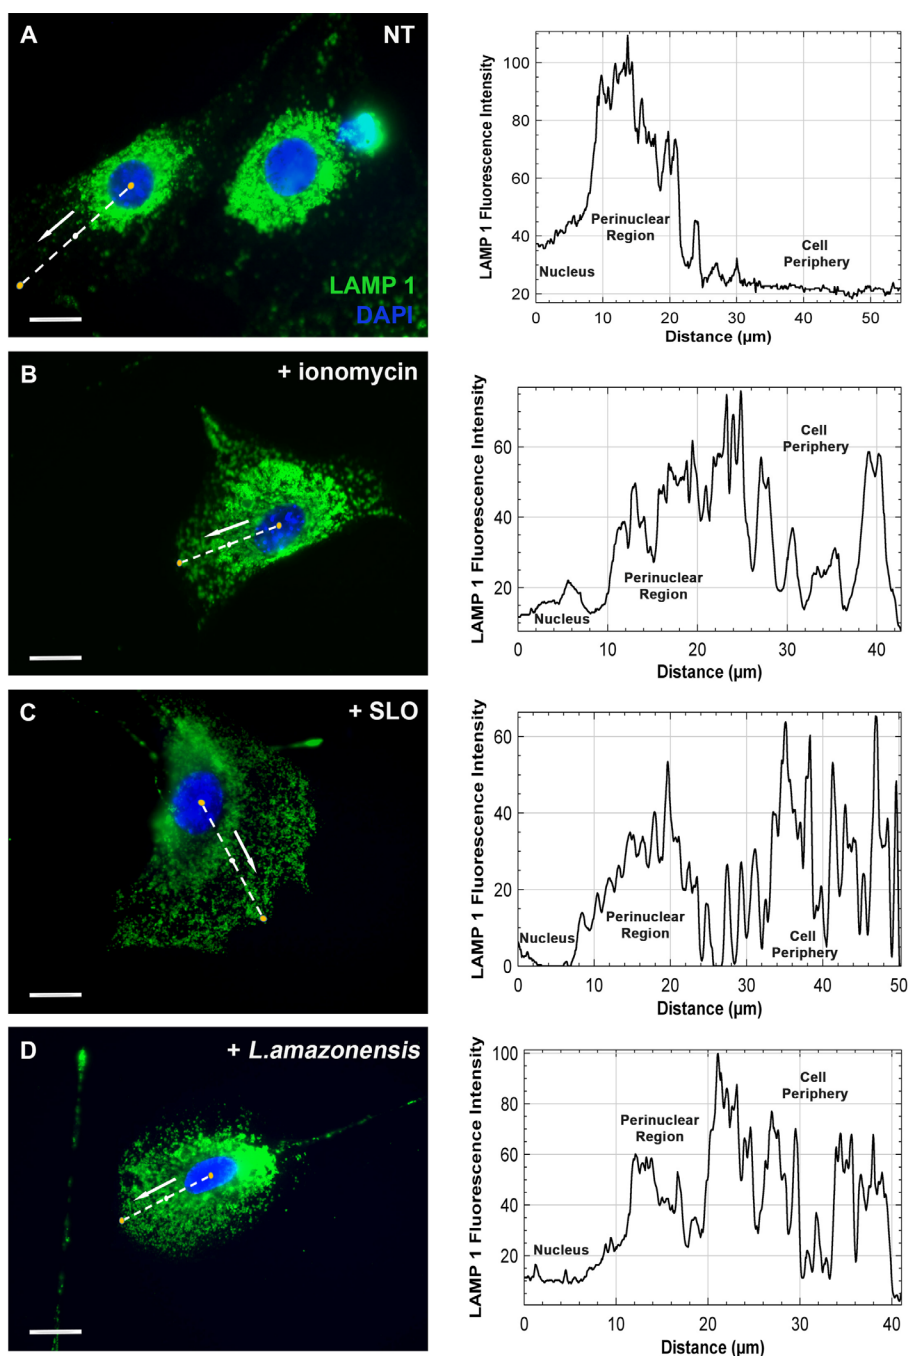 A
NT
LAMP 1
DAPI
LAMP 1 Fluorescence Intensity
100
80
60
40
20
Perinuclear
Region
Nucleus
Cell
Periphery
0
10
20
30
40
50
Distance (μm)
B
+ ionomycin
LAMP 1 Fluorescence Intensity
60
40
20
Cell
Periphery
Perinuclear
Region
Nucleus
0
10
20
30
40
Distance (μm)
C
+ SLO
LAMP 1 Fluorescence Intensity
60
40
20
0
Perinuclear
Region
Nucleus
Cell
Periphery
0
10
20
30
40
50
Distance (μm)
D
+ L.amazonensis
LAMP 1 Fluorescence Intensity
100
80
60
40
20
Cell
Periphery
Perinuclear
Region
Nucleus
0
10
20
30
40
Distance (μm)